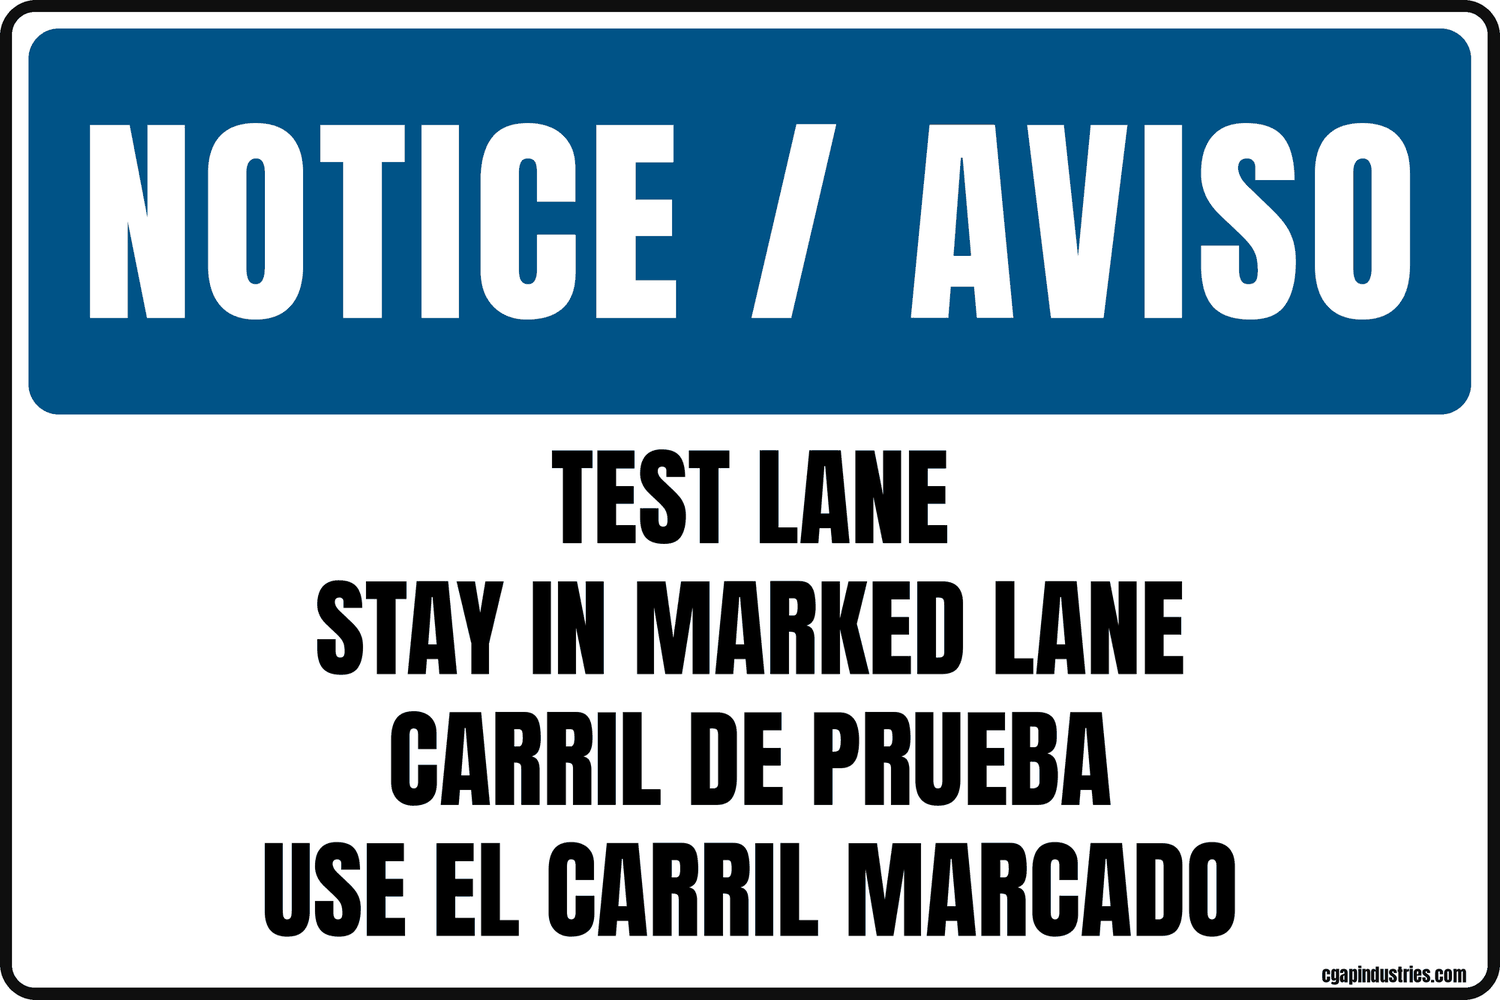 NOTICE / AVISO
TEST LANE
STAY IN MARKED LANE
CARRIL DE PRUEBA
USE EL CARRIL MARCADO
cgapindustries.com